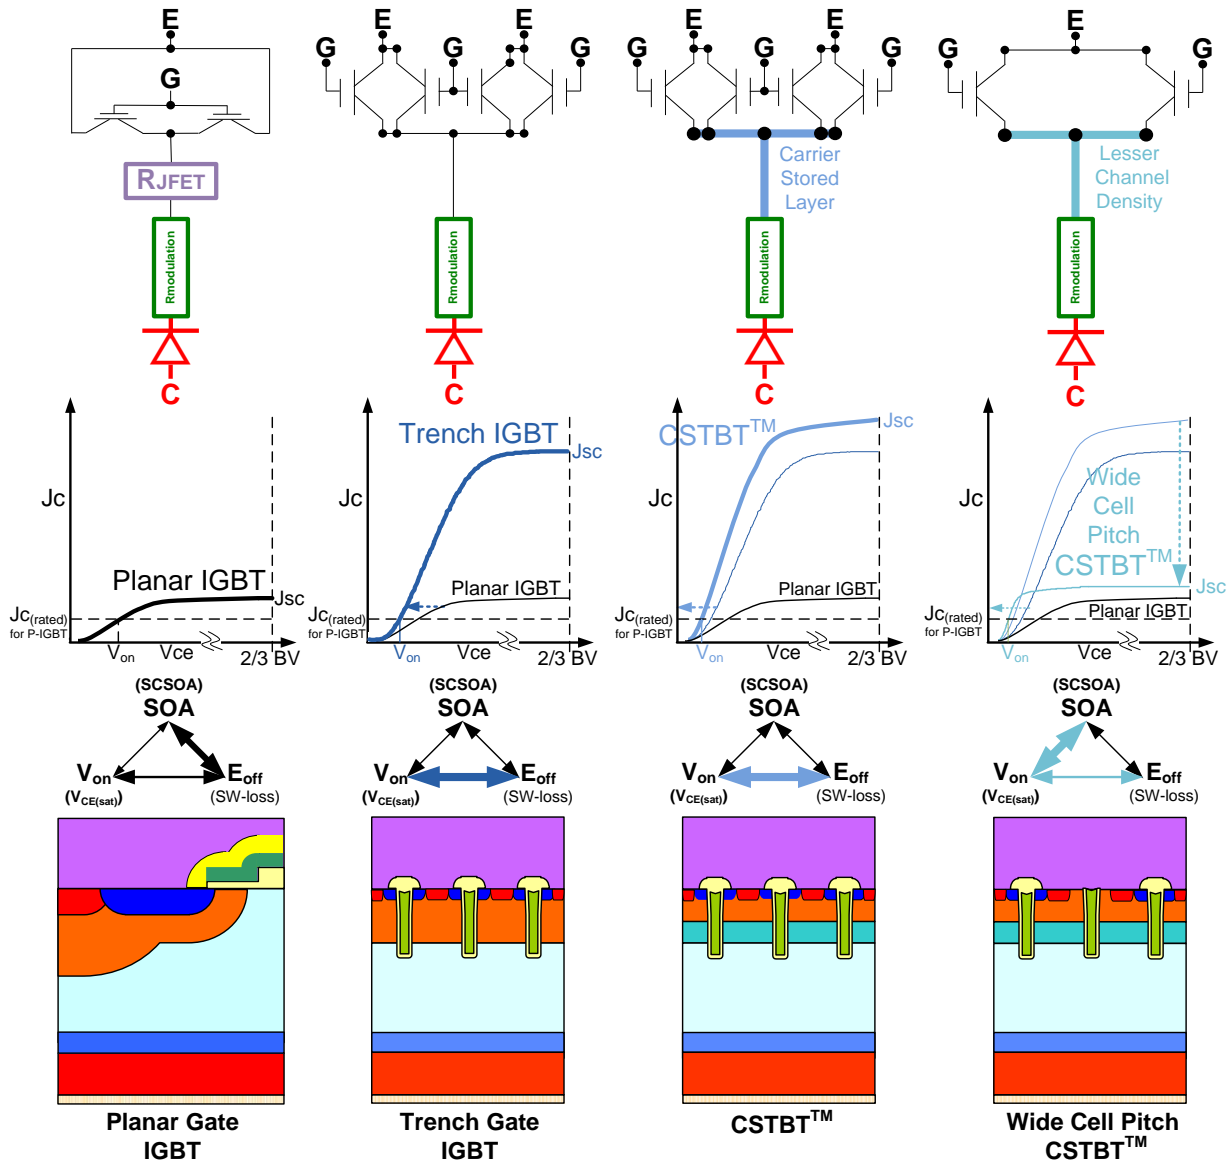 E
E
E
E
E
E
G
G
G
G
G
G
G
G
G
G
RJFET
Carrier
Stored
Layer
Lesser
Channel
Density
Rmodulation
Rmodulation
Rmodulation
Rmodulation
C
C
C
C
Jc
Planar IGBT
Jsc
Jc(rated)
for P-IGBT
Von
Vce
2/3 BV
Trench IGBT
Jsc
Planar IGBT
Von
Vce
2/3 BV
Jc
CSTBT™
Jsc
Planar IGBT
Jc(rated)
for P-IGBT
Von
Vce
2/3 BV
Jc
Wide
Cell
Pitch
CSTBT™
Jsc
Planar IGBT
Jc(rated)
for P-IGBT
Von
Vce
2/3 BV
(SCSOA)
SOA
Von
(VCE(sat))
Eoff
(SW-loss)
(SCSOA)
SOA
Von
(VCE(sat))
Eoff
(SW-loss)
(SCSOA)
SOA
Von
(VCE(sat))
Eoff
(SW-loss)
(SCSOA)
SOA
Von
(VCE(sat))
Eoff
(SW-loss)
Planar Gate
IGBT
Trench Gate
IGBT
CSTBT™
Wide Cell Pitch
CSTBT™